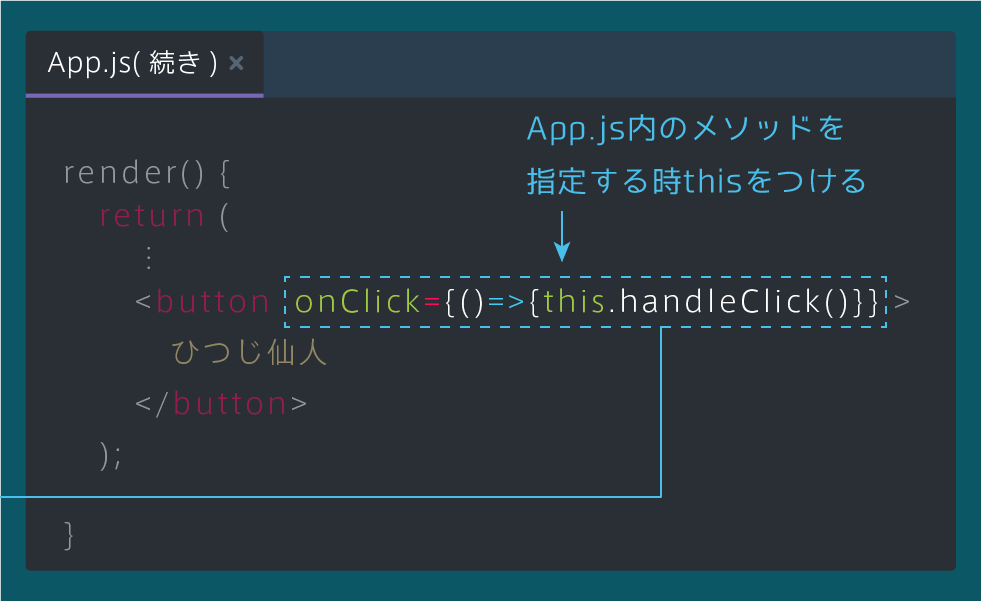 App.js( 続き ) ×
App.js内のメソッドを
指定する時thisをつける
render() {
return (
⋮
<button onClick={()=>{this.handleClick()}} >
ひつじ仙人
</button>
);
}